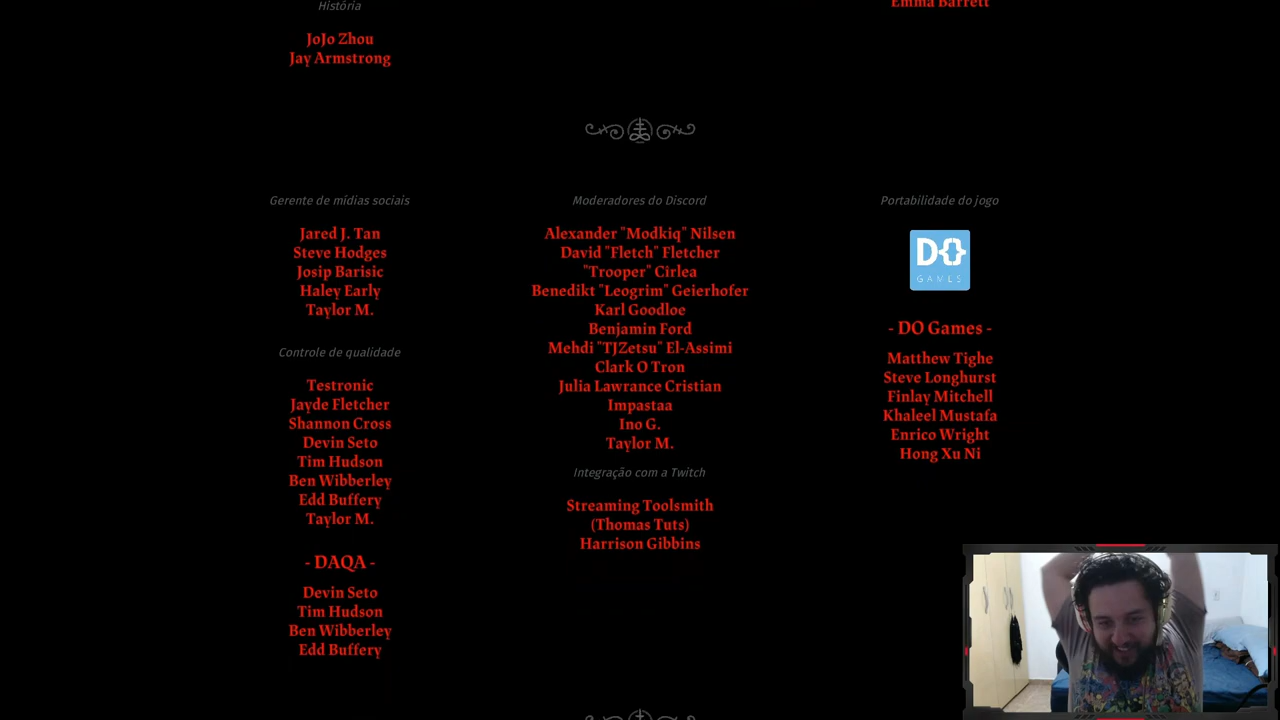 História
JoJo Zhou
Jay Armstrong
Emma Barrett
Gerente de mídias sociais
Jared J. Tan
Steve Hodges
Josip Barisic
Haley Early
Taylor M.
Controle de qualidade
Testronic
Jayde Fletcher
Shannon Cross
Devin Seto
Tim Hudson
Ben Wibberley
Edd Buffery
Taylor M.
- DAQA -
Devin Seto
Tim Hudson
Ben Wibberley
Edd Buffery
Moderadores do Discord
Alexander "Modkiq" Nilsen
David "Fletch" Fletcher
"Trooper" Cirlea
Benedikt "Leogrim" Geierhofer
Karl Goodloe
Benjamin Ford
Mehdi "TJZetsu" El-Assimi
Clark O Tron
Julia Lawrance Cristian
Impastaa
Ino G.
Taylor M.
Integração com a Twitch
Streaming Toolsmith
(Thomas Tuts)
Harrison Gibbins
Portabilidade do jogo
D{}
GAMES
- DO Games -
Matthew Tighe
Steve Longhurst
Finlay Mitchell
Khaleel Mustafa
Enrico Wright
Hong Xu Ni